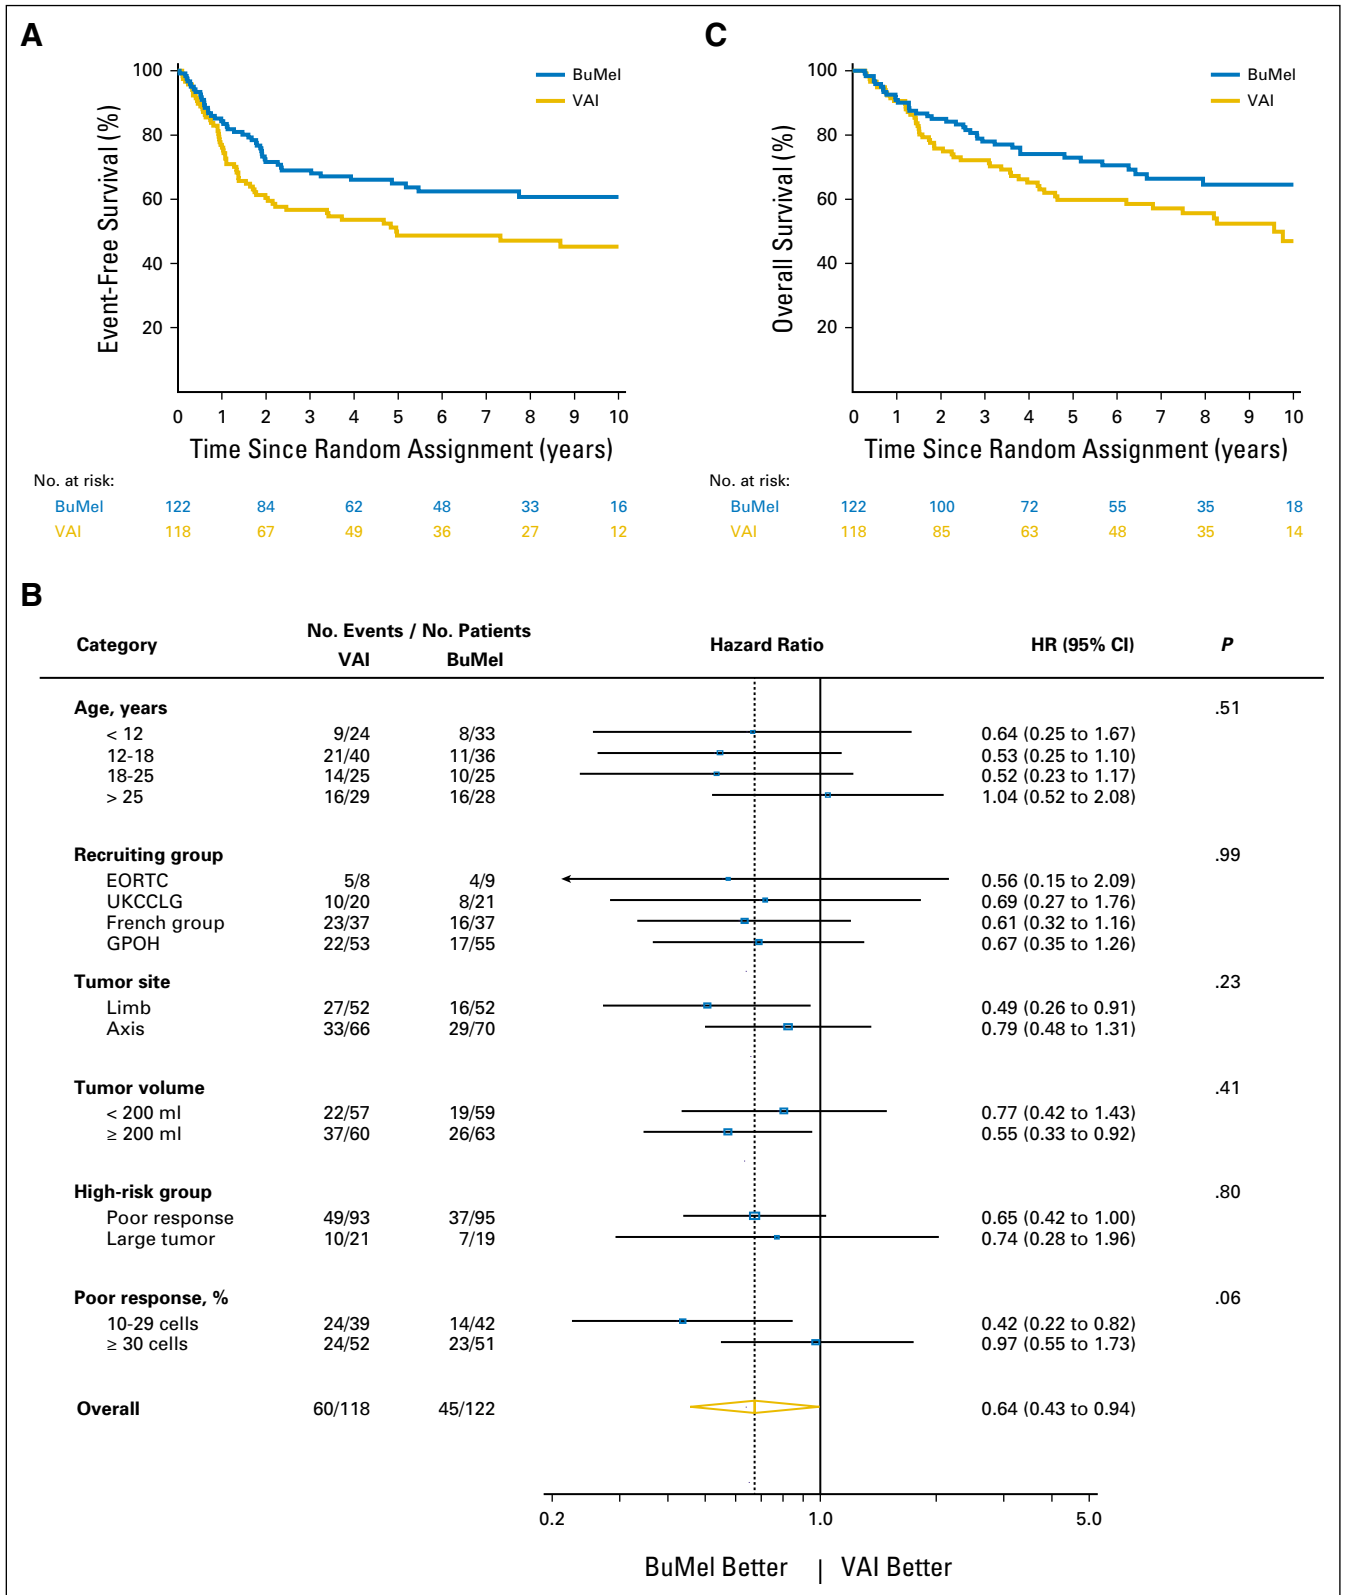 A
100
80
60
40
20
Event-Free Survival (%)
BuMel
VAI
0 1 2 3 4 5 6 7 8 9 10
Time Since Random Assignment (years)
No. at risk:
BuMel 122 84 62 48 33 16
VAI 118 67 49 36 27 12
C
100
80
60
40
20
Overall Survival (%)
BuMel
VAI
0 1 2 3 4 5 6 7 8 9 10
Time Since Random Assignment (years)
No. at risk:
BuMel 122 100 72 55 35 18
VAI 118 85 63 48 35 14
B
No. Events / No. Patients
Category VAI BuMel Hazard Ratio HR (95% CI) P
Age, years .51
< 12 9/24 8/33 0.64 (0.25 to 1.67)
12-18 21/40 11/36 0.53 (0.25 to 1.10)
18-25 14/25 10/25 0.52 (0.23 to 1.17)
> 25 16/29 16/28 1.04 (0.52 to 2.08)
Recruiting group .99
EORTC 5/8 4/9 0.56 (0.15 to 2.09)
UKCCLG 10/20 8/21 0.69 (0.27 to 1.76)
French group 23/37 16/37 0.61 (0.32 to 1.16)
GPOH 22/53 17/55 0.67 (0.35 to 1.26)
Tumor site .23
Limb 27/52 16/52 0.49 (0.26 to 0.91)
Axis 33/66 29/70 0.79 (0.48 to 1.31)
Tumor volume .41
< 200 ml 22/57 19/59 0.77 (0.42 to 1.43)
≥ 200 ml 37/60 26/63 0.55 (0.33 to 0.92)
High-risk group .80
Poor response 49/93 37/95 0.65 (0.42 to 1.00)
Large tumor 10/21 7/19 0.74 (0.28 to 1.96)
Poor response, % .06
10-29 cells 24/39 14/42 0.42 (0.22 to 0.82)
≥ 30 cells 24/52 23/51 0.97 (0.55 to 1.73)
Overall 60/118 45/122 0.64 (0.43 to 0.94)
0.2 1.0 5.0
BuMel Better | VAI Better